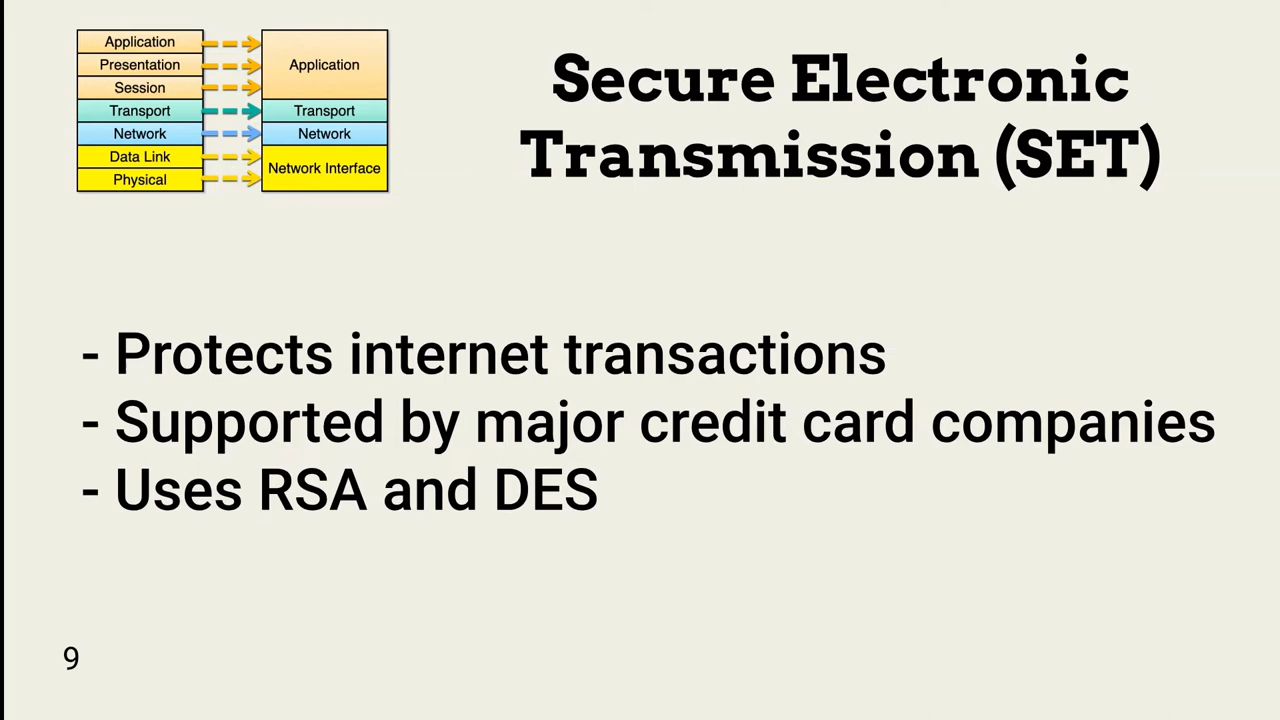 Application
Presentation
Session
Transport
Network
Data Link
Physical
Application
Transport
Network
Network Interface
Secure Electronic
Transmission (SET)
- Protects internet transactions
- Supported by major credit card companies
- Uses RSA and DES
9